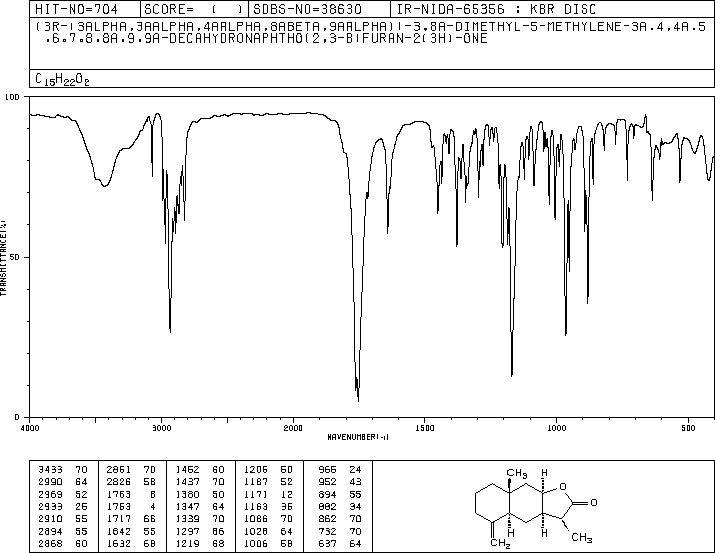 HIT-NO=704 SCORE= ( ) SDBS-NO=38630 IR-NIDA-65356 : KBR DISC
(3R-(3ALPHA,3AALPHA,4AALPHA,8ABETA,9AALPHA))-3,8A-DIMETHYL-5-METHYLENE-3A,4,4A,5
,6,7,8,8A,9,9A-DECAHYDRONAPHTHO(2,3-B)FURAN-2(3H)-ONE
C15H22O2
100
50
0
TRANSMITTANCE(%)
4000 3000 2000 1500 1000 500
WAVENUMBER(-1)
3433 70 2861 70 1462 60 1206 50 966 24
2990 64 2826 58 1437 70 1187 52 952 43
2969 52 1763 8 1380 50 1171 12 894 55
2933 25 1753 4 1347 64 1163 36 882 34
2910 55 1717 66 1339 70 1086 70 862 70
2894 55 1642 55 1297 86 1028 64 732 70
2868 60 1632 68 1219 68 1006 58 637 64
CH3 H
O
O
H H
CH2 CH3